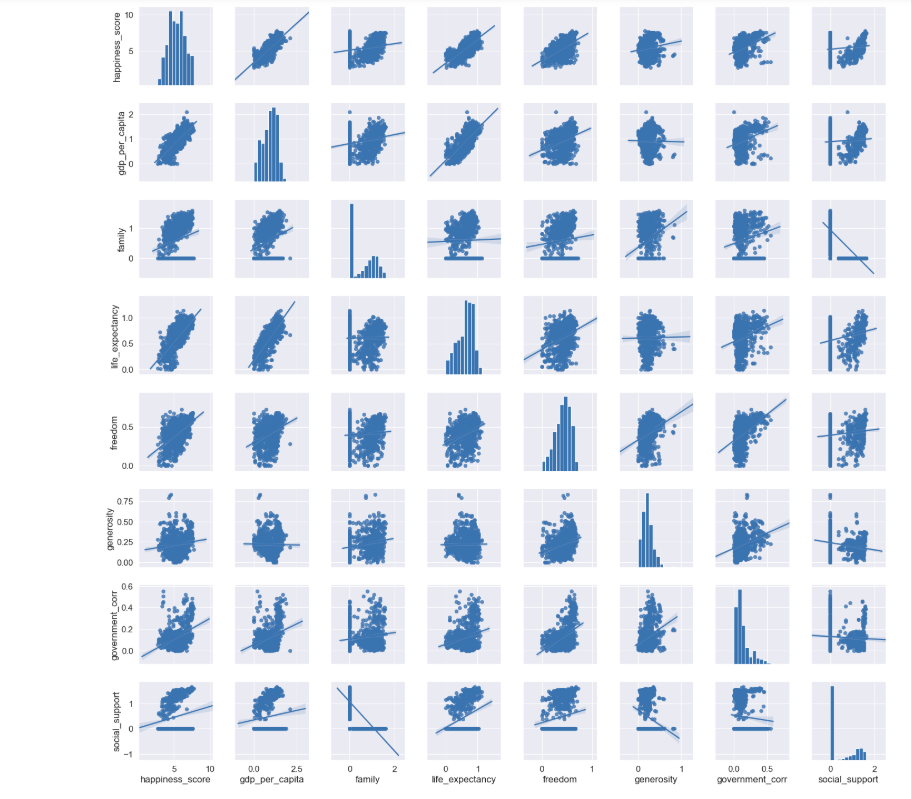 happiness_score
10
5
gdp_per_capita
2
1
0
family
1
0
life_expectancy
1.0
0.5
0.0
freedom
0.5
0.0
generosity
0.75
0.50
0.25
0.00
government_corr
0.6
0.4
0.2
0.0
social_support
1
0
−1
5 10 0.0 2.5 0 2 0 1 0 1 0 1 0.0 0.5 0 2
happiness_score gdp_per_capita family life_expectancy freedom generosity government_corr social_support